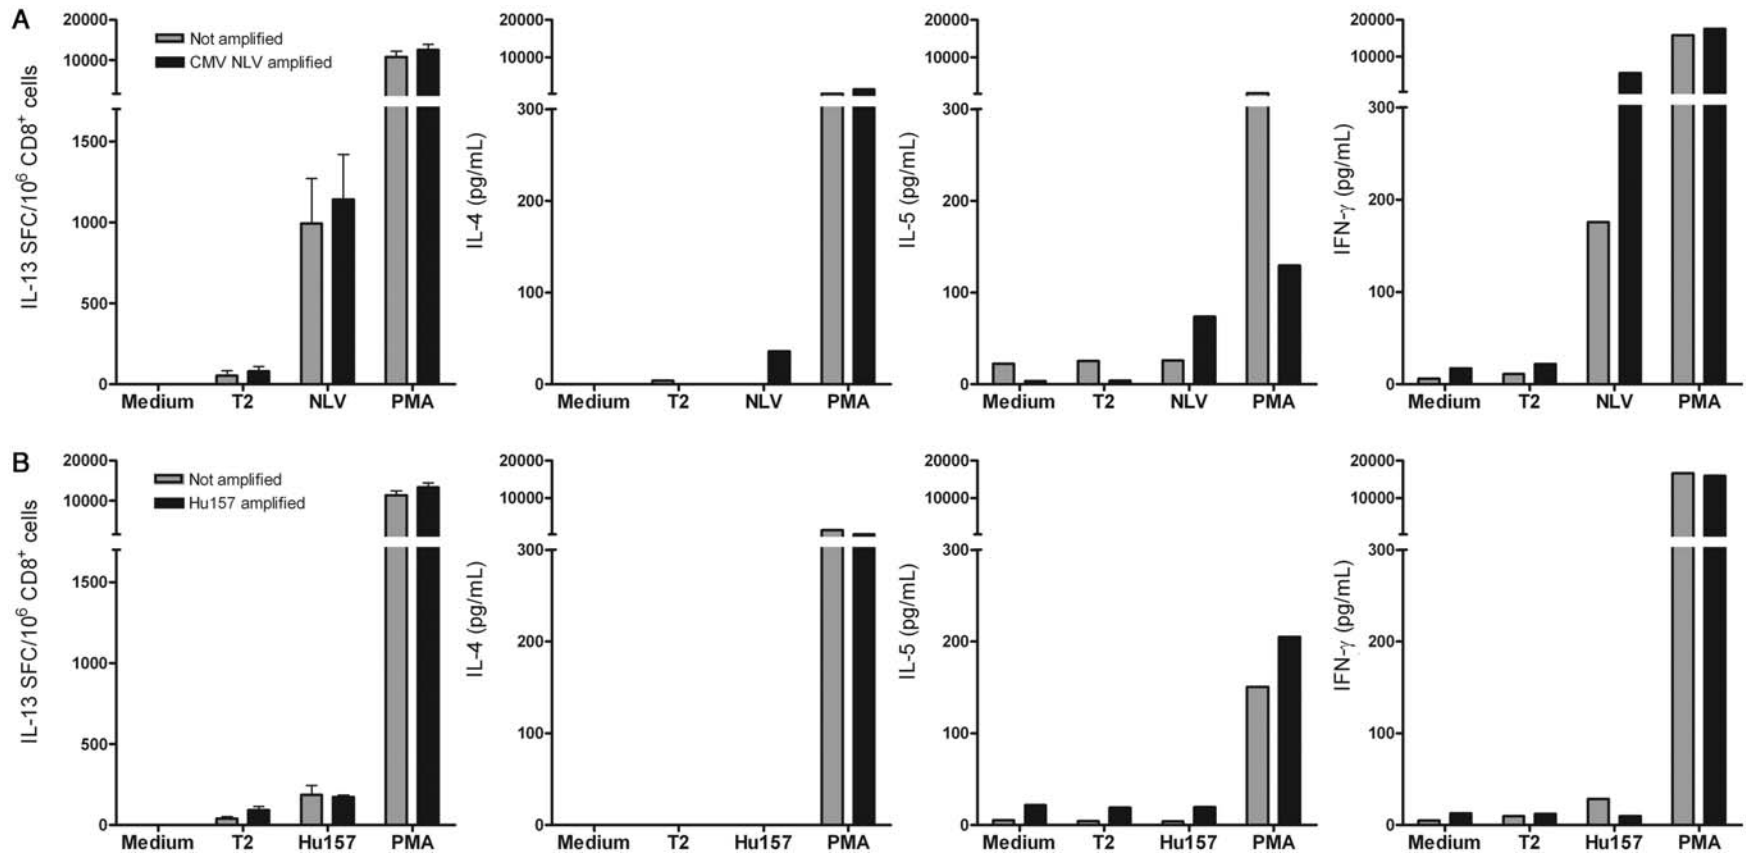 A
IL-13 SFC/10⁶ CD8⁺ cells
20000
10000
1500
1000
500
0
Not amplified
CMV NLV amplified
Medium T2 NLV PMA
IL-4 (pg/mL)
20000
10000
300
200
100
0
Medium T2 NLV PMA
IL-5 (pg/mL)
20000
10000
300
200
100
0
Medium T2 NLV PMA
IFN-γ (pg/mL)
20000
10000
300
200
100
0
Medium T2 NLV PMA
B
IL-13 SFC/10⁶ CD8⁺ cells
20000
10000
1500
1000
500
0
Not amplified
Hu157 amplified
Medium T2 Hu157 PMA
IL-4 (pg/mL)
20000
10000
300
200
100
0
Medium T2 Hu157 PMA
IL-5 (pg/mL)
20000
10000
300
200
100
0
Medium T2 Hu157 PMA
IFN-γ (pg/mL)
20000
10000
300
200
100
0
Medium T2 Hu157 PMA